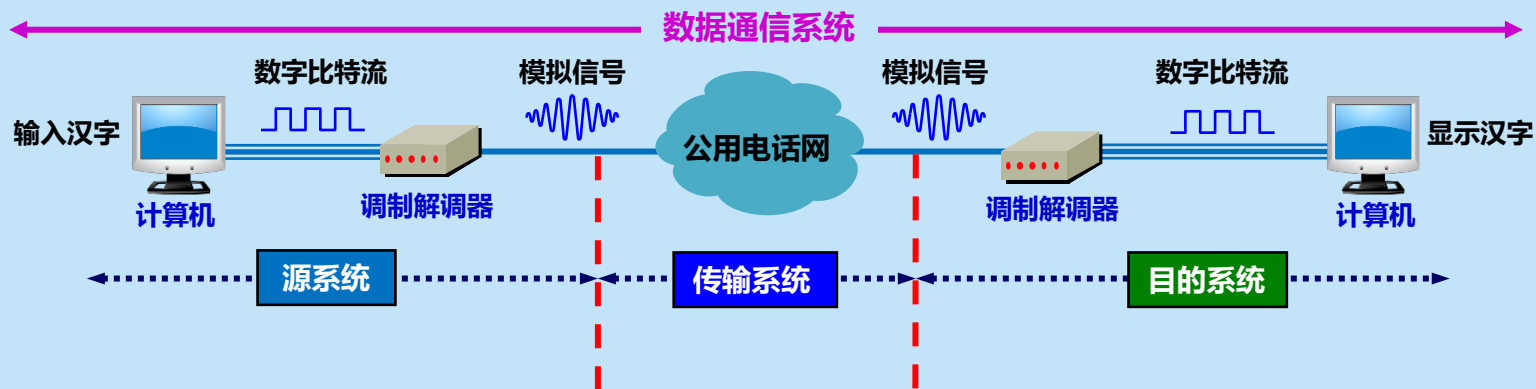 数据通信系统
数字比特流
模拟信号
模拟信号
数字比特流
输入汉字
公用电话网
显示汉字
计算机
调制解调器
调制解调器
计算机
源系统
传输系统
目的系统